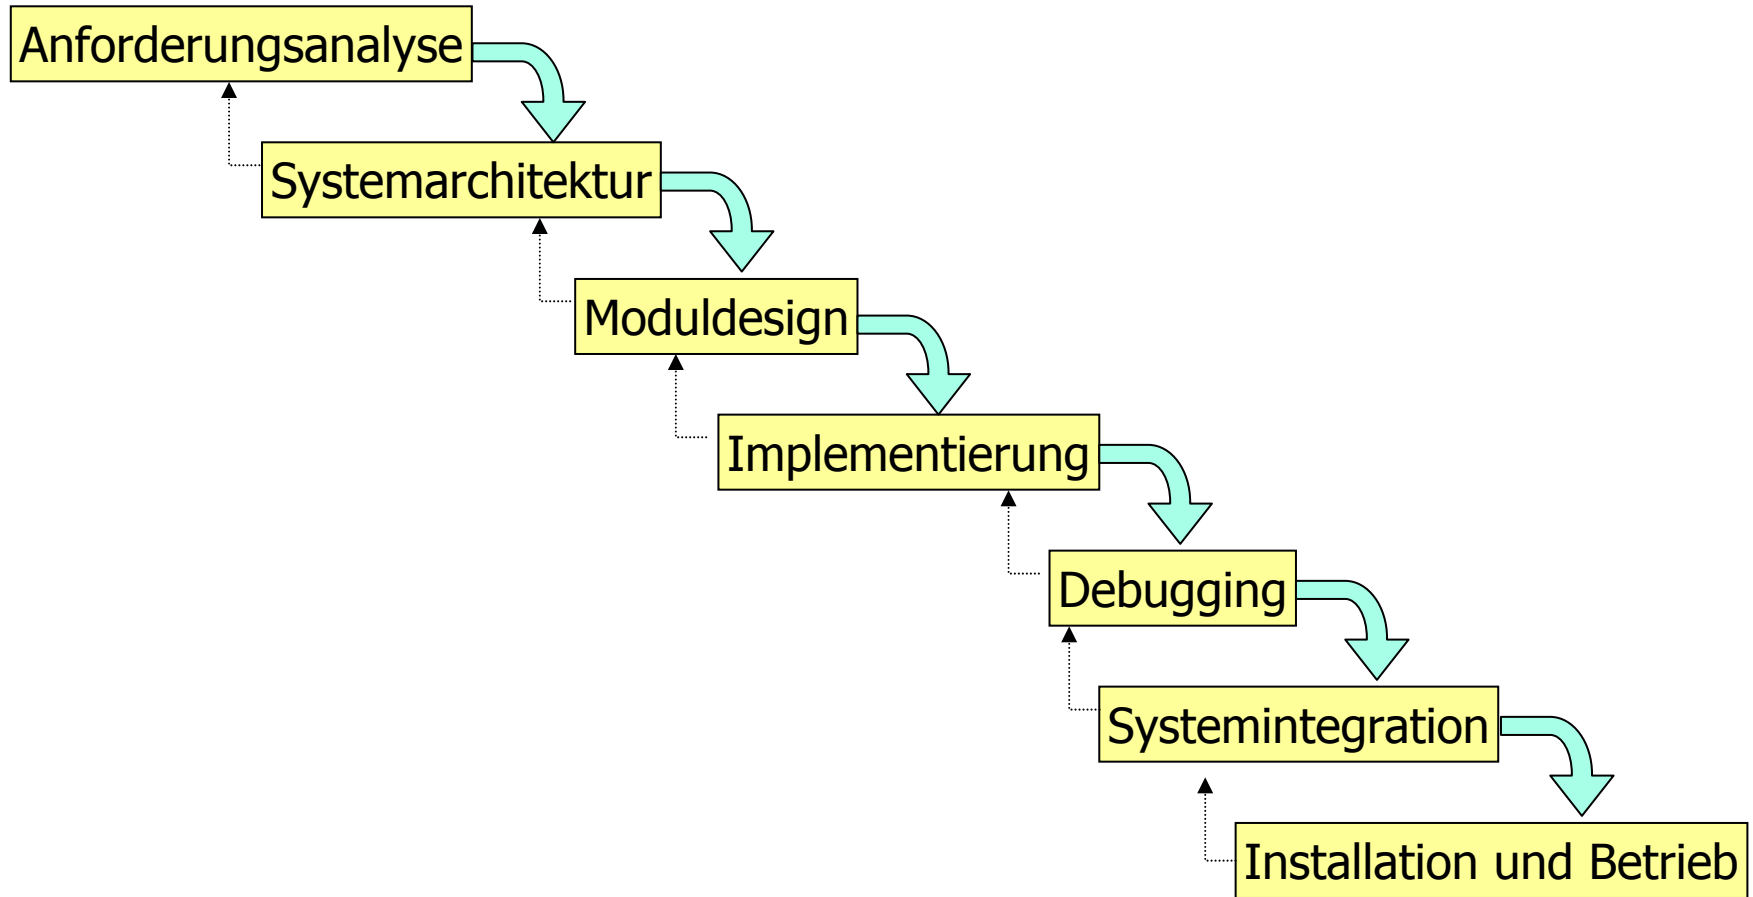 Anforderungsanalyse
Systemarchitektur
Moduldesign
Implementierung
Debugging
Systemintegration
Installation und Betrieb